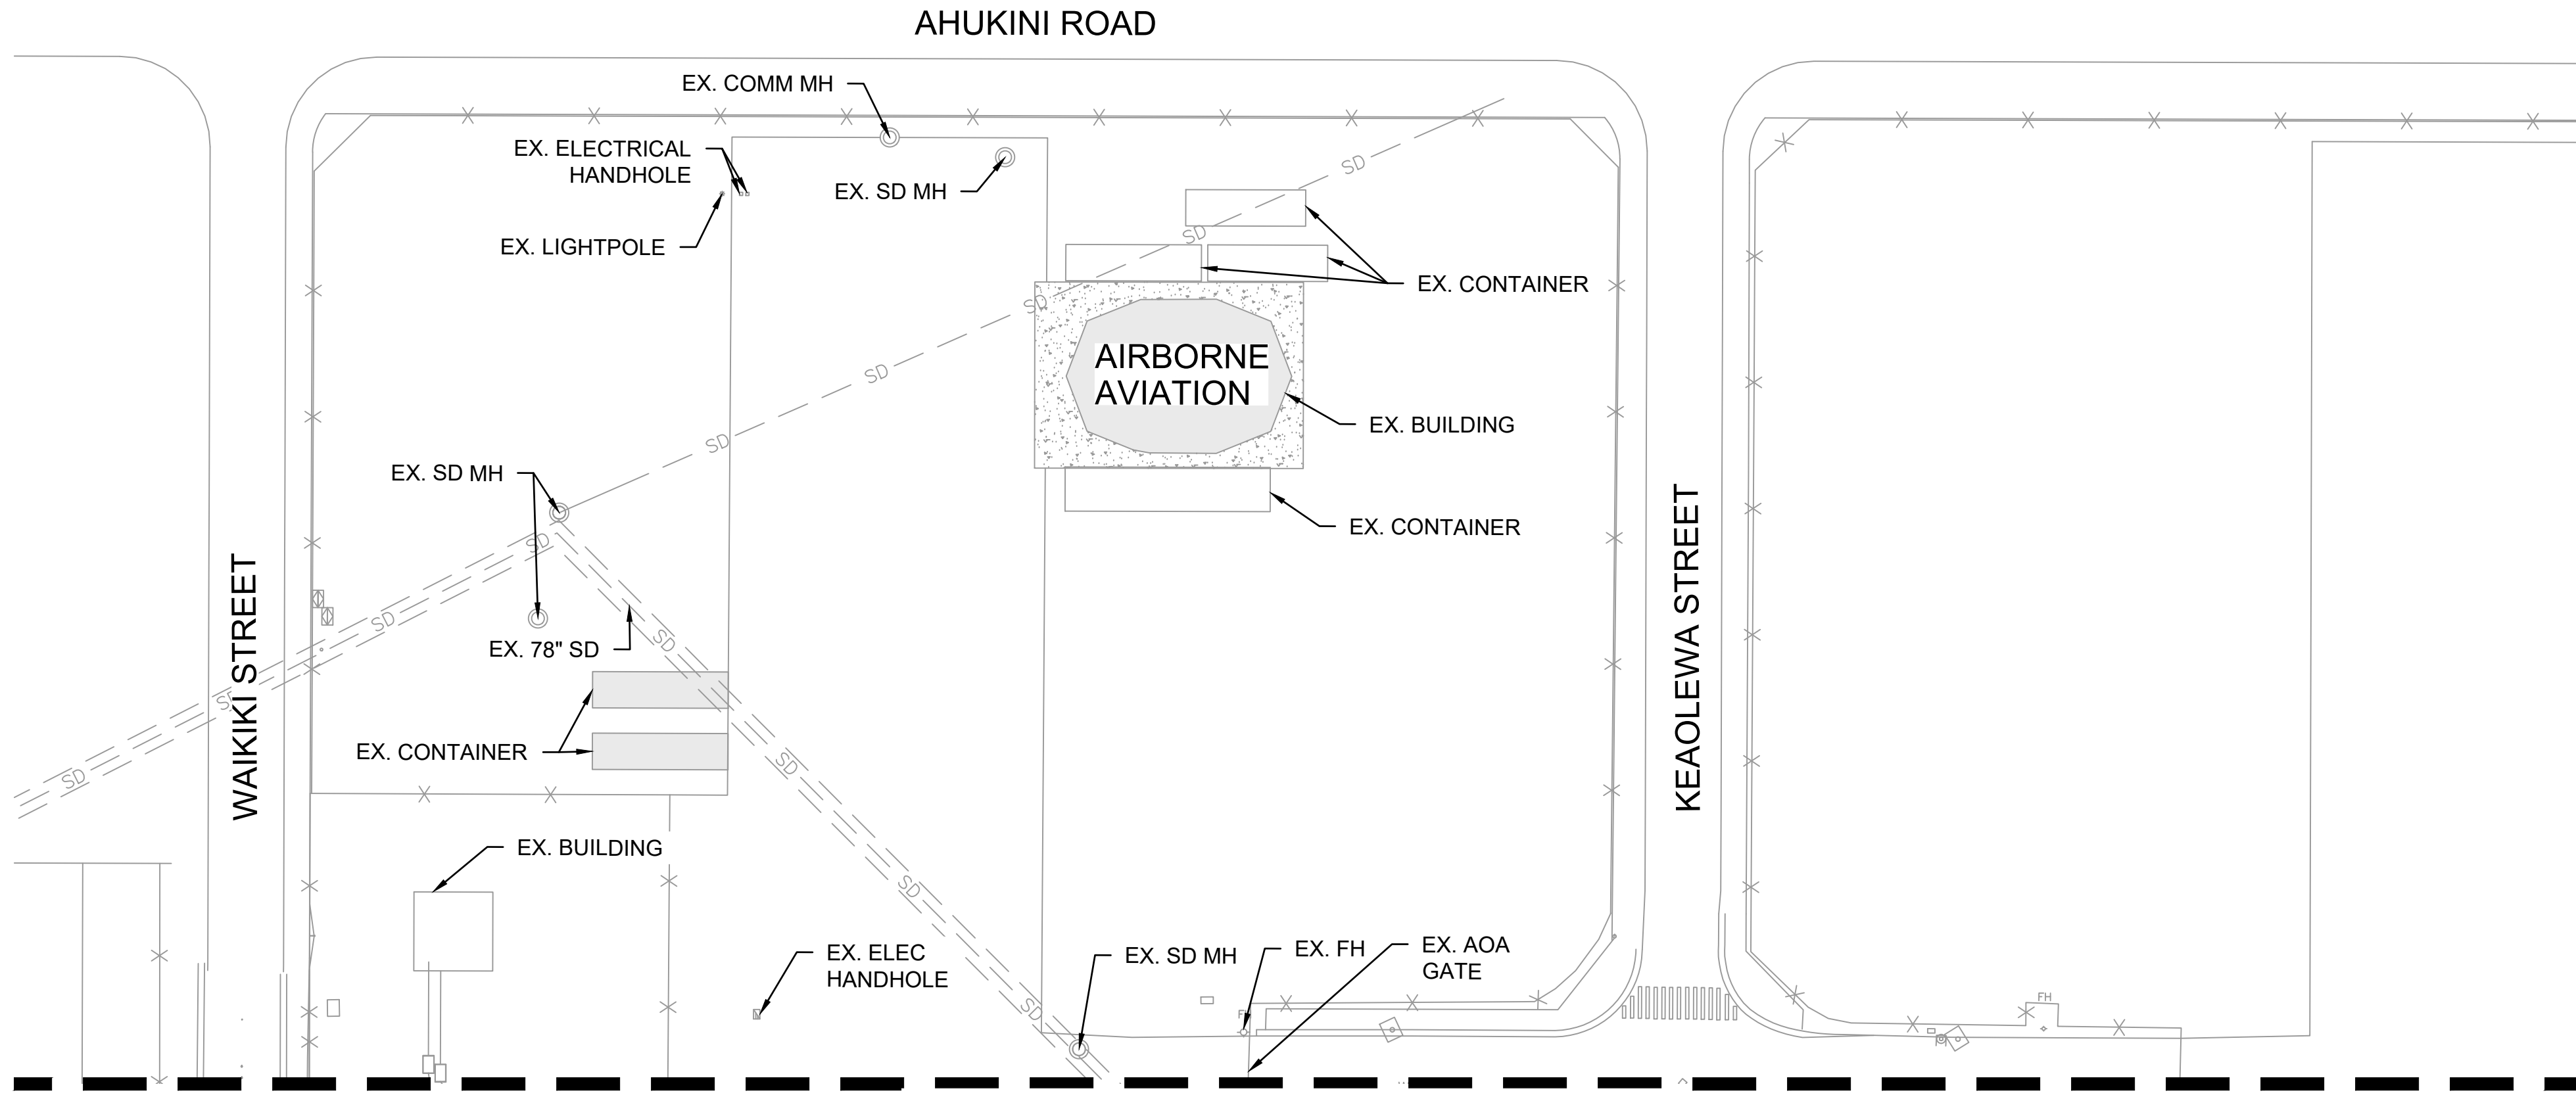 AHUKINI ROAD
EX. COMM MH
EX. ELECTRICAL
HANDHOLE
EX. SD MH
SD
EX. LIGHTPOLE
SD
EX. CONTAINER
SD
AIRBORNE
AVIATION
SD
EX. BUILDING
SD
EX. SD MH
EX. CONTAINER
SD
WAIKIKI STREET
KEAOLEWA STREET
SD
SD
EX. 78" SD
SD
EX. CONTAINER
SD
SD
EX. BUILDING
SD
EX. ELEC
HANDHOLE
EX. SD MH
EX. FH
EX. AOA
GATE
SD
FH